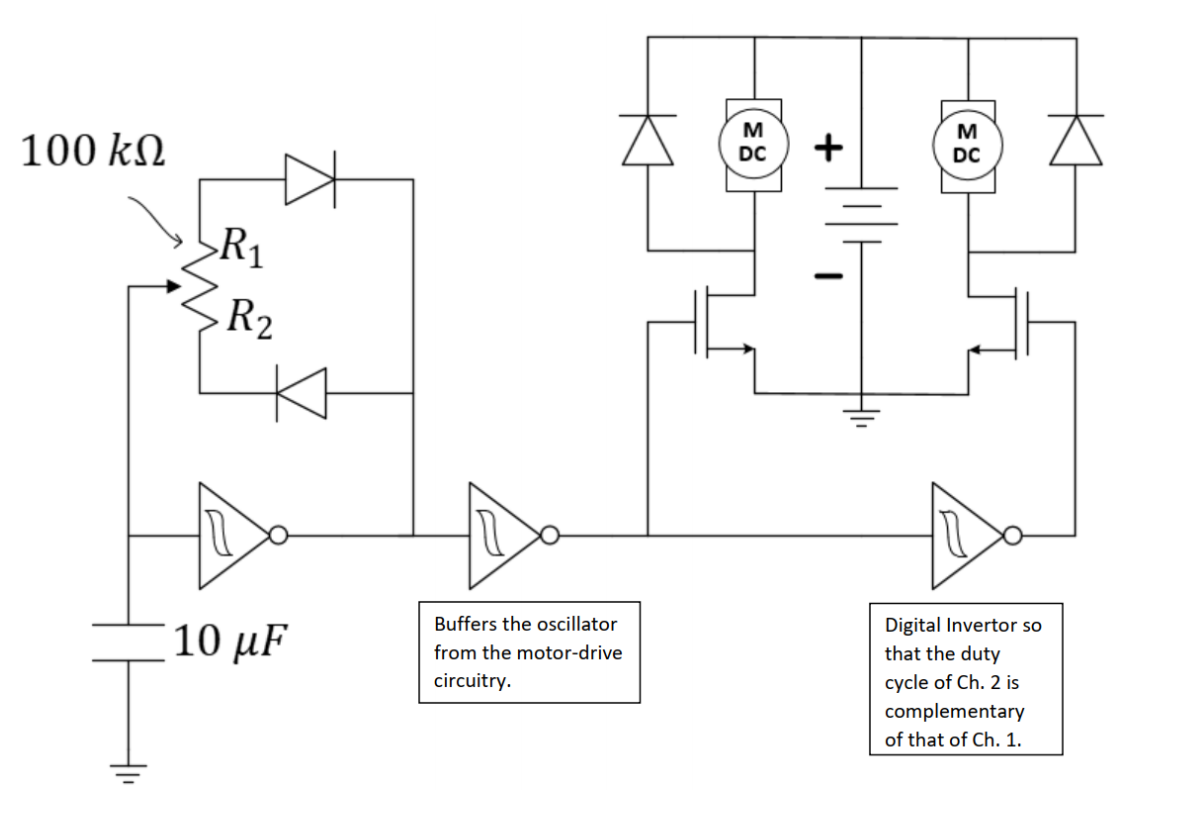 100 kΩ
R1
R2
10 μF
M
DC
+
−
M
DC
Buffers the oscillator
from the motor-drive
circuitry.
Digital Invertor so
that the duty
cycle of Ch. 2 is
complementary
of that of Ch. 1.